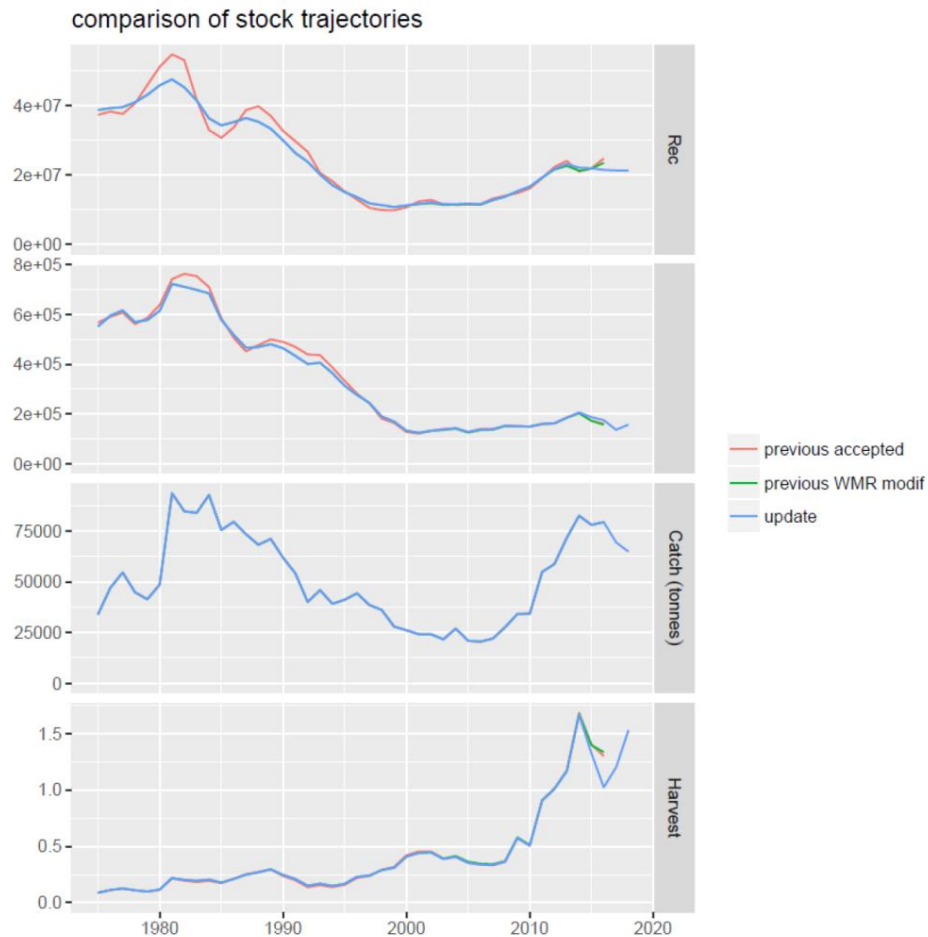 comparison of stock trajectories
4e+07
2e+07
0e+00
Rec
8e+05
6e+05
4e+05
2e+05
0e+00
75000
50000
25000
0
Catch (tonnes)
1.5
1.0
0.5
0.0
Harvest
1980
1990
2000
2010
2020
previous accepted
previous WMR modif
update